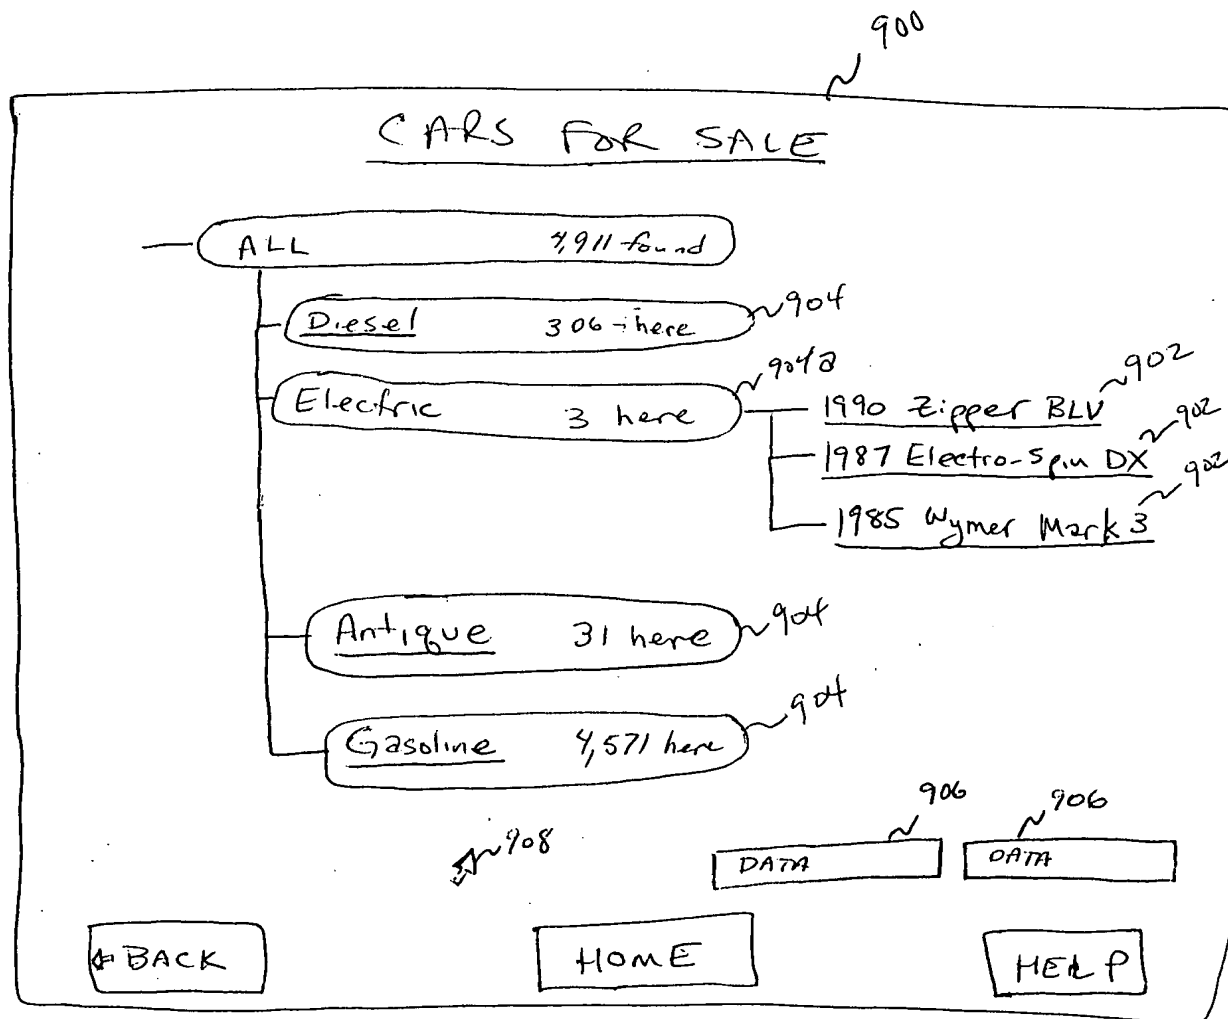 900
CARS FOR SALE
ALL 4,911 found
Diesel 306 here 904
Electric 3 here 904a
1990 Zipper BLV 902
1987 Electro-Spin DX 902
1985 Wymer Mark 3 902
Antique 31 here 904
Gasoline 4,571 here 904
906 906
908
DATA DATA
BACK HOME HELP